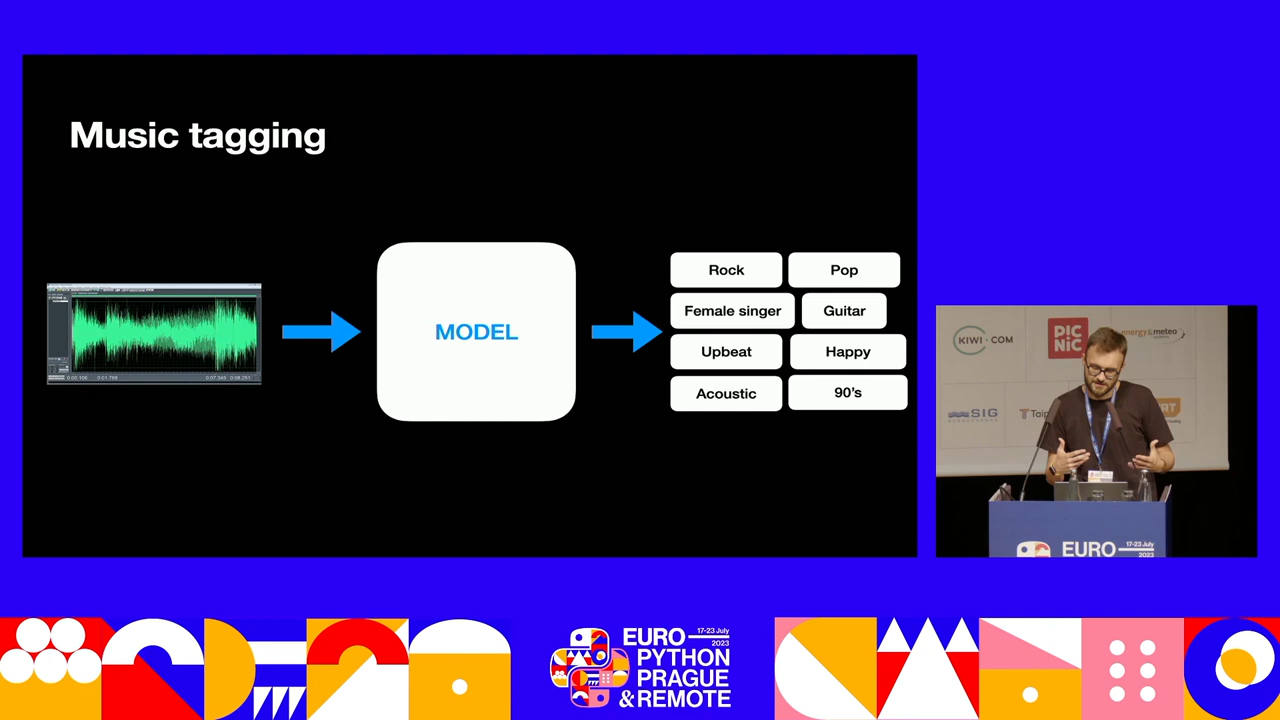 Music tagging
MODEL
Rock
Pop
Female singer
Guitar
Upbeat
Happy
Acoustic
90's
KIWI.COM
PIC
NiC
energy & meteo
SIG
EURO
17-23 July
2023
EURO
17-23 July
2023
PYTHON
PRAGUE
& REMOTE